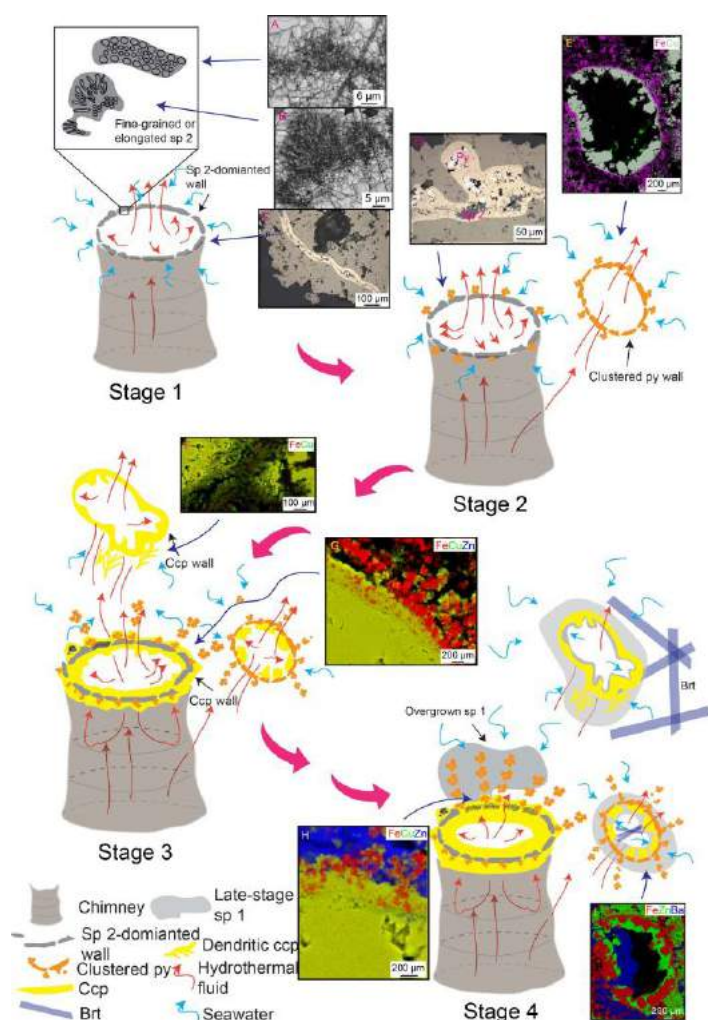 A
6 µm
B
5 µm
Fine-grained or
elongated sp 2
Sp 2-domianted
wall
100 µm
Stage 1
E
FeCu
200 µm
Py
50 µm
Clustered py wall
Stage 2
FeCu
100 µm
Ccp wall
G
FeCuZn
200 µm
Ccp wall
Stage 3
Brt
Overgrown sp 1
H
FeCuZn
200 µm
FeZnBa
200 µm
Stage 4
Chimney
Late-stage
sp 1
Sp 2-domianted
wall
Dendritic ccp
Clustered py
Hydrothermal
fluid
Ccp
Brt
Seawater